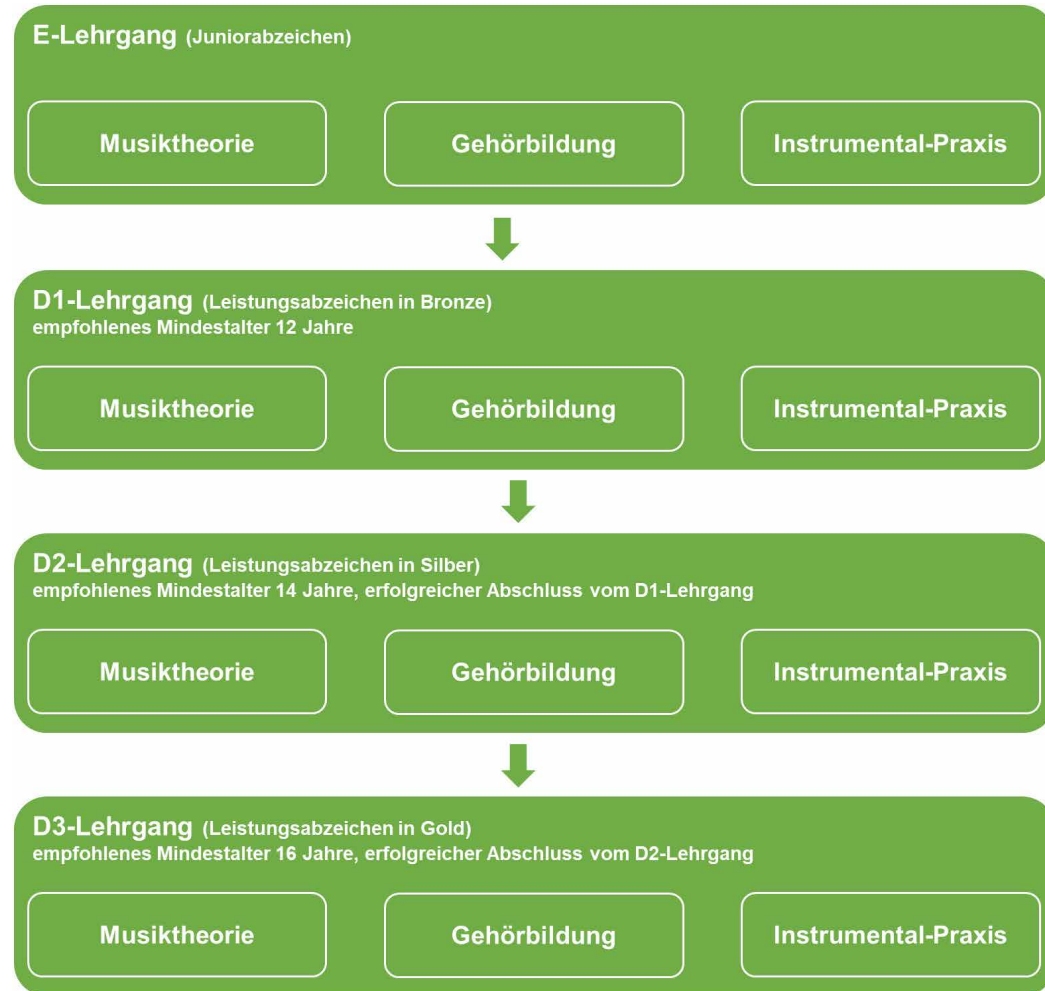 E-Lehrgang (Juniorabzeichen)
Musiktheorie
Gehörbildung
Instrumental-Praxis
D1-Lehrgang (Leistungsabzeichen in Bronze)
empfohlenes Mindestalter 12 Jahre
Musiktheorie
Gehörbildung
Instrumental-Praxis
D2-Lehrgang (Leistungsabzeichen in Silber)
empfohlenes Mindestalter 14 Jahre, erfolgreicher Abschluss vom D1-Lehrgang
Musiktheorie
Gehörbildung
Instrumental-Praxis
D3-Lehrgang (Leistungsabzeichen in Gold)
empfohlenes Mindestalter 16 Jahre, erfolgreicher Abschluss vom D2-Lehrgang
Musiktheorie
Gehörbildung
Instrumental-Praxis